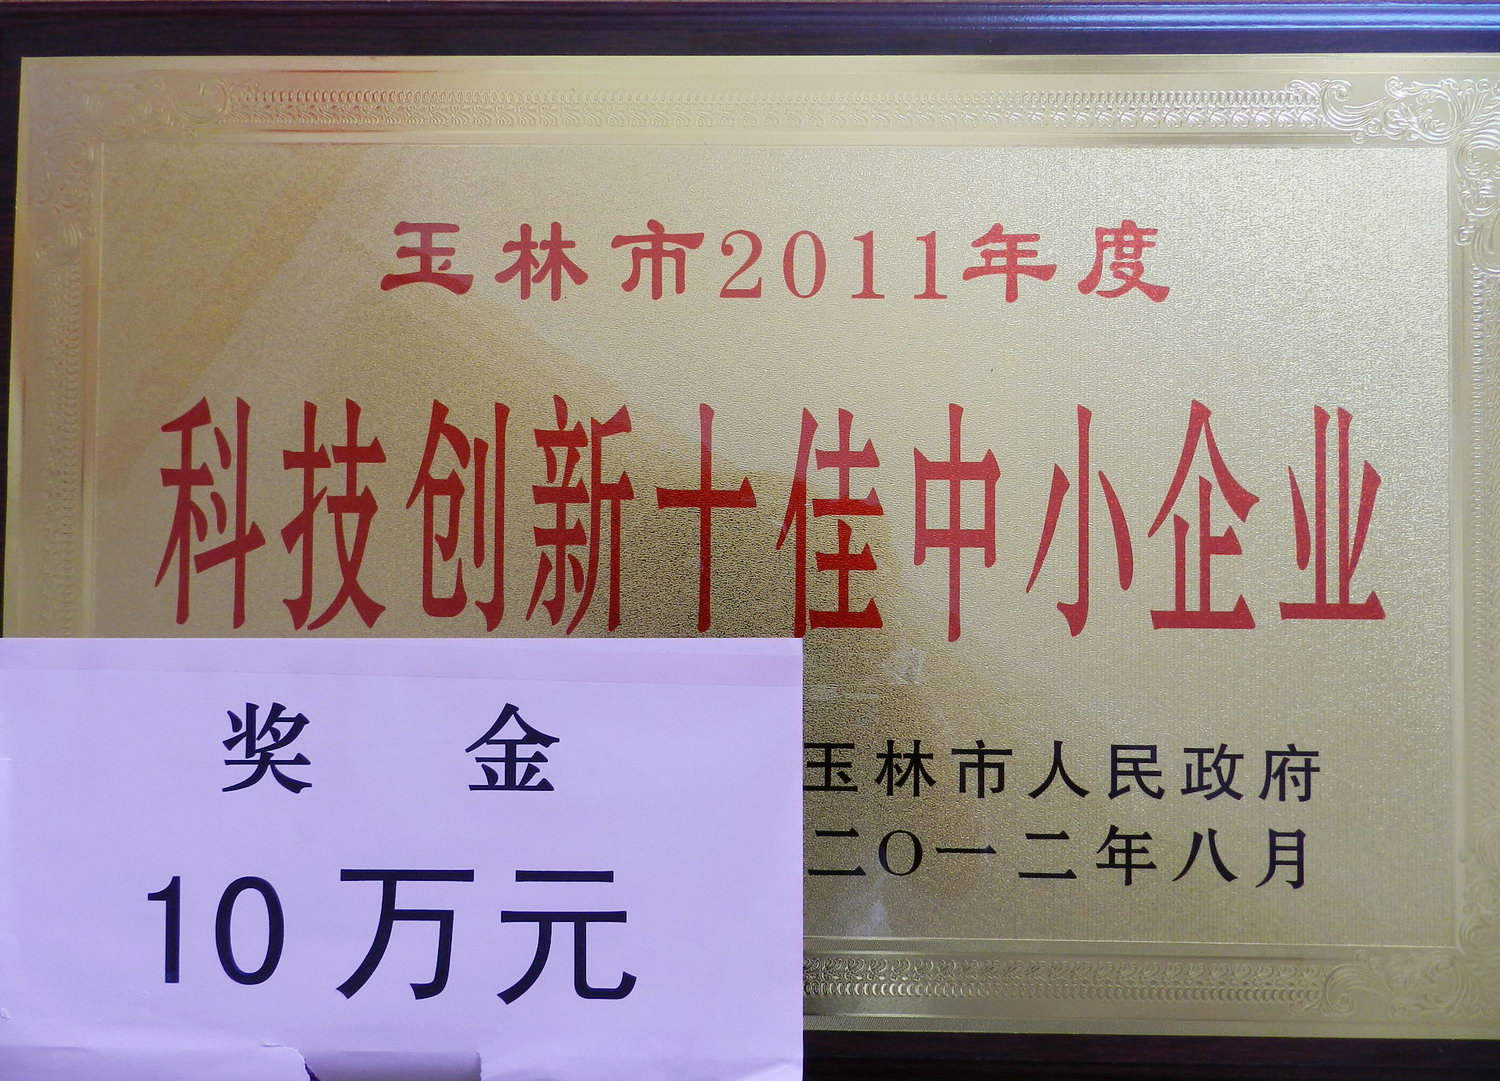 玉林市2011年度
科技创新十佳中小企业
玉林市人民政府
二〇一二年八月
奖 金
10万元